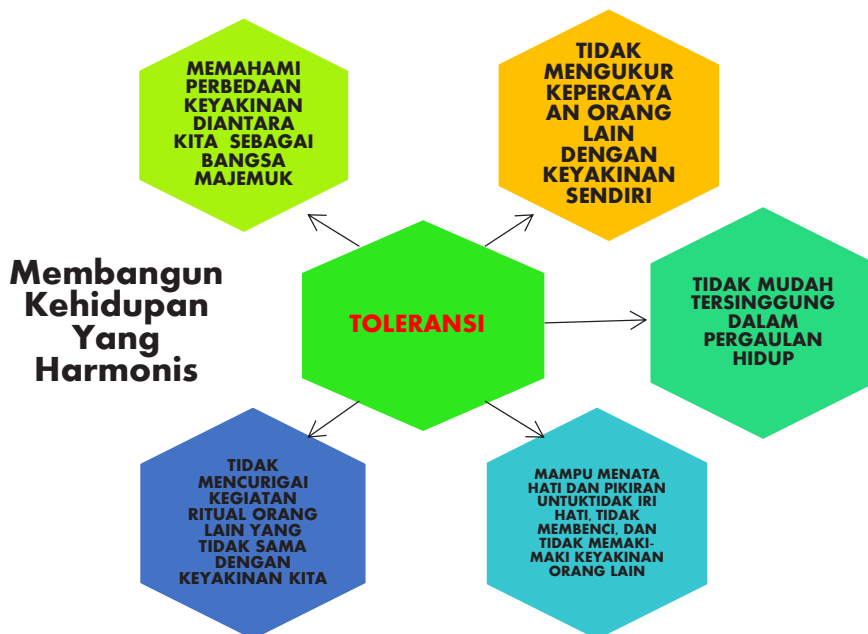 MEMAHAMI
PERBEDAAN
KEYAKINAN
DIANTARA
KITA SEBAGAI
BANGSA
MAJEMUK
TIDAK
MENGUKUR
KEPERCAYA
AN ORANG
LAIN
DENGAN
KEYAKINAN
SENDIRI
Membangun
Kehidupan
Yang
Harmonis
TOLERANSI
TIDAK MUDAH
TERSINGGUNG
DALAM
PERGAULAN
HIDUP
TIDAK
MENCURIGAI
KEGIATAN
RITUAL ORANG
LAIN YANG
TIDAK SAMA
DENGAN
KEYAKINAN KITA
MAMPU MENATA
HATI DAN PIKIRAN
UNTUKTIDAK IRI
HATI, TIDAK
MEMBENCI, DAN
TIDAK MEMAKI-
MAKI KEYAKINAN
ORANG LAIN